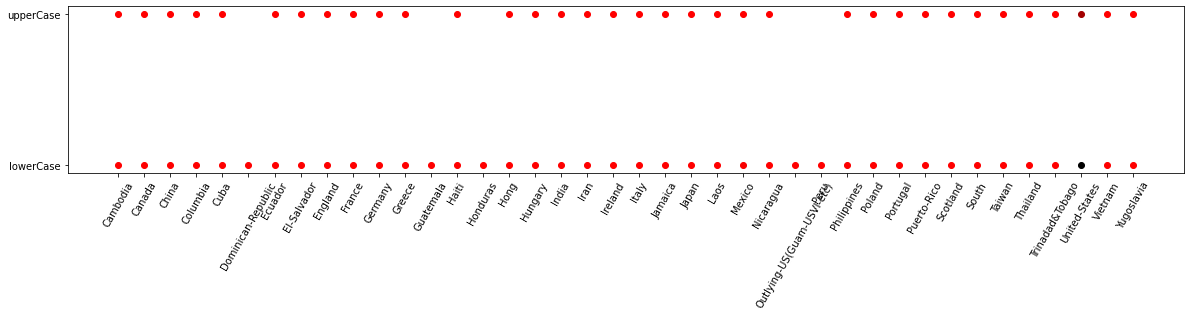 upperCase
lowerCase
Cambodia
Canada
China
Columbia
Cuba
Dominican-Republic
Ecuador
El-Salvador
England
France
Germany
Greece
Guatemala
Haiti
Honduras
Hong
Hungary
India
Iran
Ireland
Italy
Jamaica
Japan
Laos
Mexico
Nicaragua
Outlying-US(Guam-USVI-etc)
Peru
Philippines
Poland
Portugal
Puerto-Rico
Scotland
South
Taiwan
Thailand
Trinadad&Tobago
United-States
Vietnam
Yugoslavia